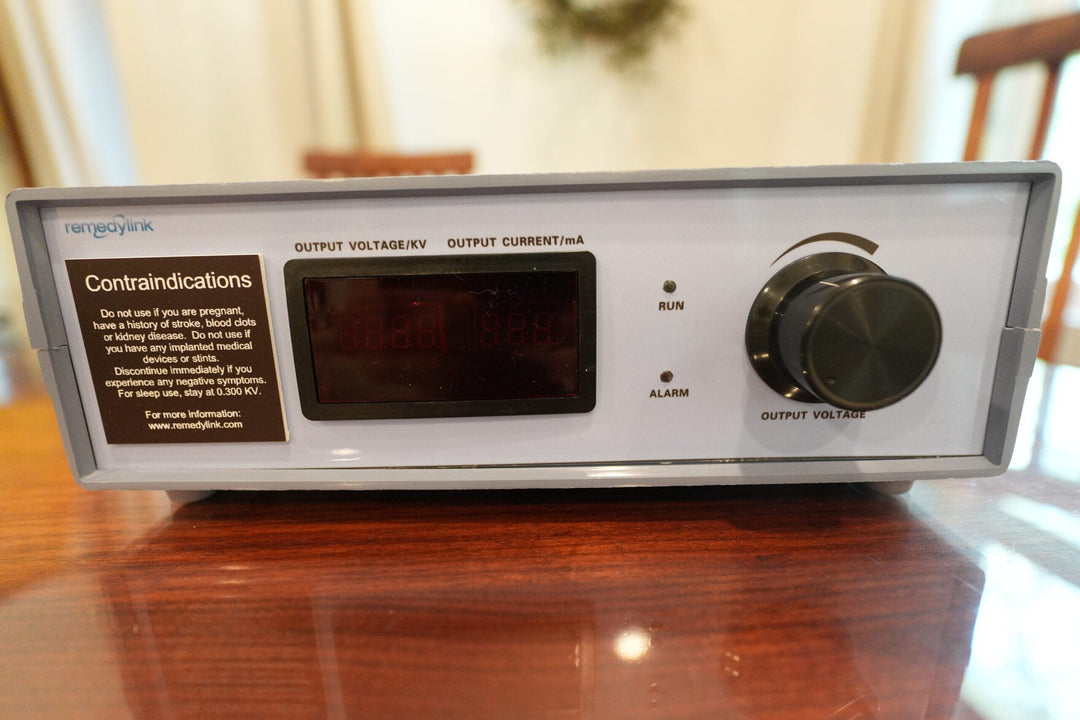 remedylink
Contraindications
Do not use if you are pregnant,
have a history of stroke, blood clots
or kidney disease. Do not use if
you have any implanted medical
devices or stints.
Discontinue immediately if you
experience any negative symptoms.
For sleep use, stay at 0.300 KV.
For more information:
www.remedylink.com
OUTPUT VOLTAGE/KV OUTPUT CURRENT/mA
RUN
ALARM
OUTPUT VOLTAGE